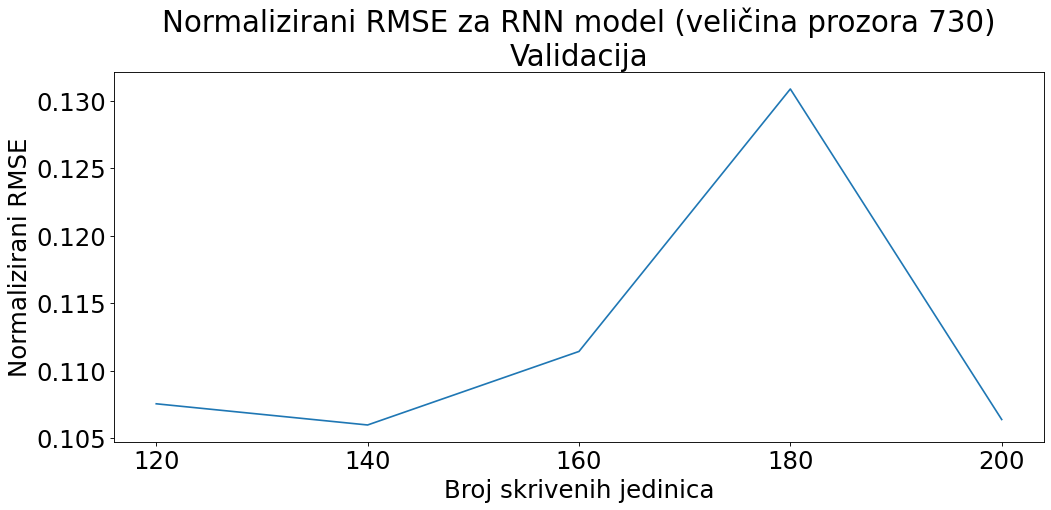 Normalizirani RMSE za RNN model (veličina prozora 730)
Validacija
Normalizirani RMSE
0.130
0.125
0.120
0.115
0.110
0.105
120 140 160 180 200
Broj skrivenih jedinica